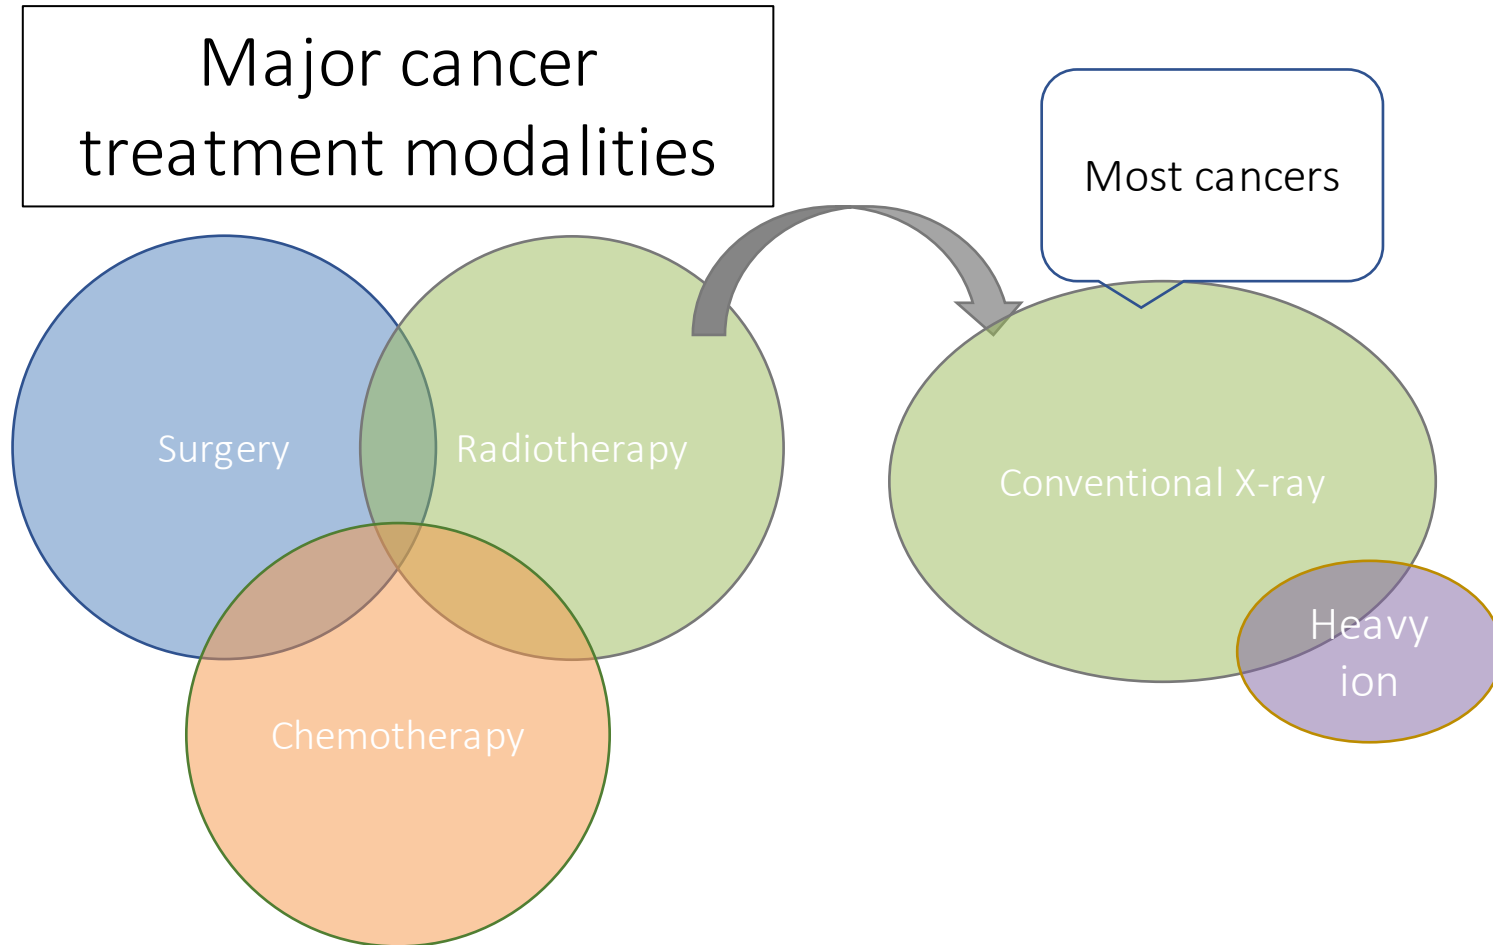 Major cancer
treatment modalities
Most cancers
Surgery
Radiotherapy
Conventional X-ray
Heavy
ion
Chemotherapy